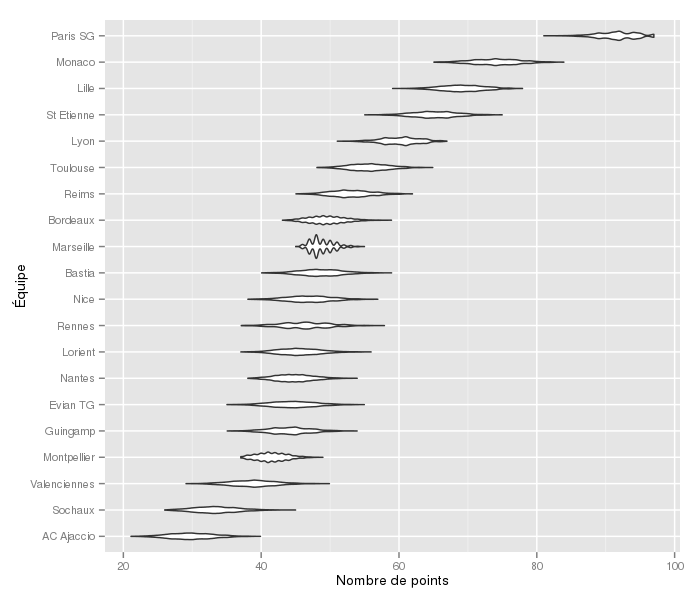 Équipe
Paris SG
Monaco
Lille
St Etienne
Lyon
Toulouse
Reims
Bordeaux
Marseille
Bastia
Nice
Rennes
Lorient
Nantes
Evian TG
Guingamp
Montpellier
Valenciennes
Sochaux
AC Ajaccio
20 40 60 80 100
Nombre de points